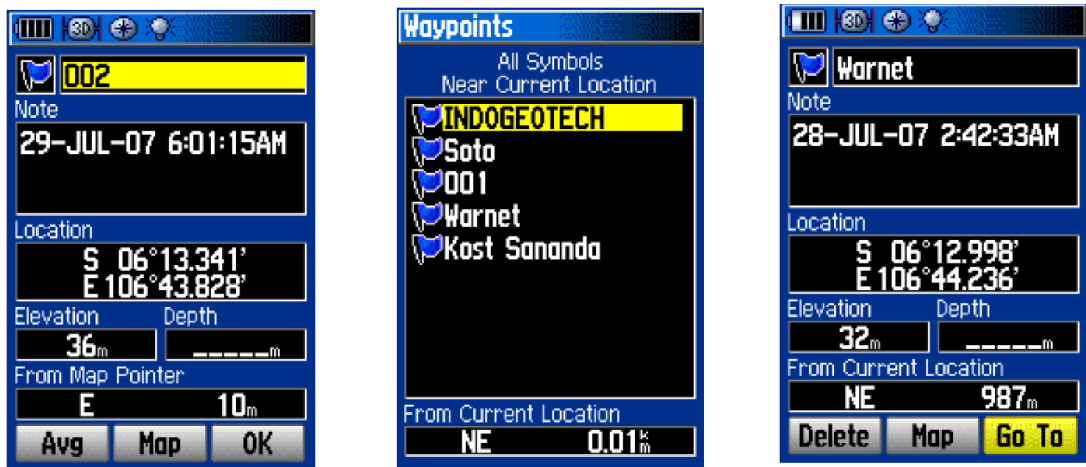 3D
002
Note
29-JUL-07 6:01:15AM
Location
S 06°13.341'
E 106°43.828'
Elevation Depth
36m _____m
From Map Pointer
E 10m
Avg Map OK
Waypoints
All Symbols
Near Current Location
INDOGEOTECH
Soto
001
Warnet
Kost Sananda
From Current Location
NE 0.01km
3D
Warnet
Note
28-JUL-07 2:42:33AM
Location
S 06°12.998'
E 106°44.236'
Elevation Depth
32m _____m
From Current Location
NE 987m
Delete Map Go To